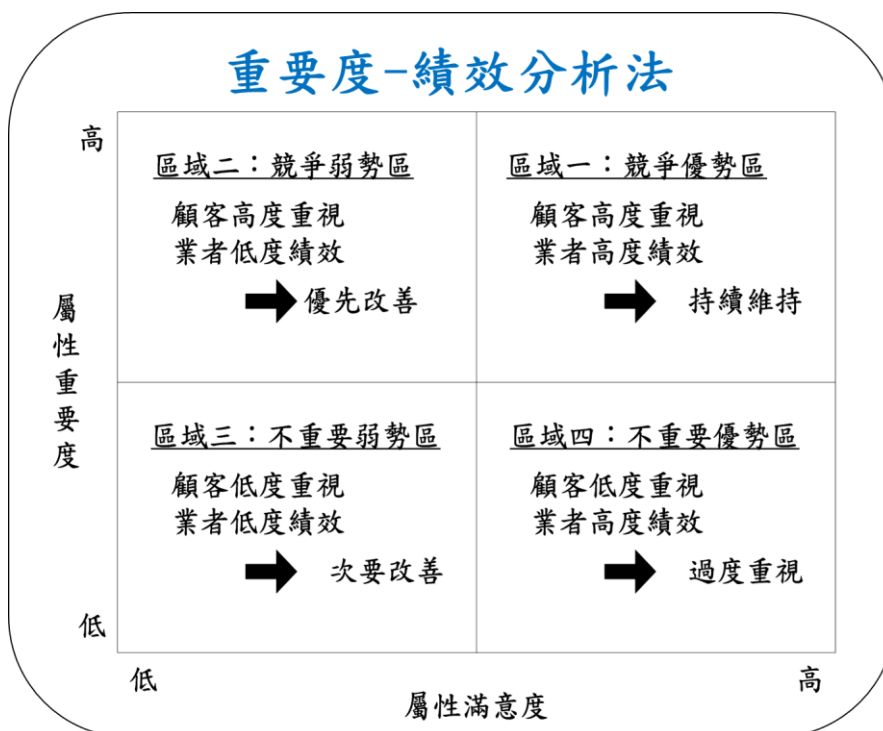 重要度-績效分析法
高
區域二：競爭弱勢區
顧客高度重視
業者低度績效
優先改善
區域一：競爭優勢區
顧客高度重視
業者高度績效
持續維持
屬性重要度
區域三：不重要弱勢區
顧客低度重視
業者低度績效
次要改善
區域四：不重要優勢區
顧客低度重視
業者高度績效
過度重視
低
低
高
屬性滿意度